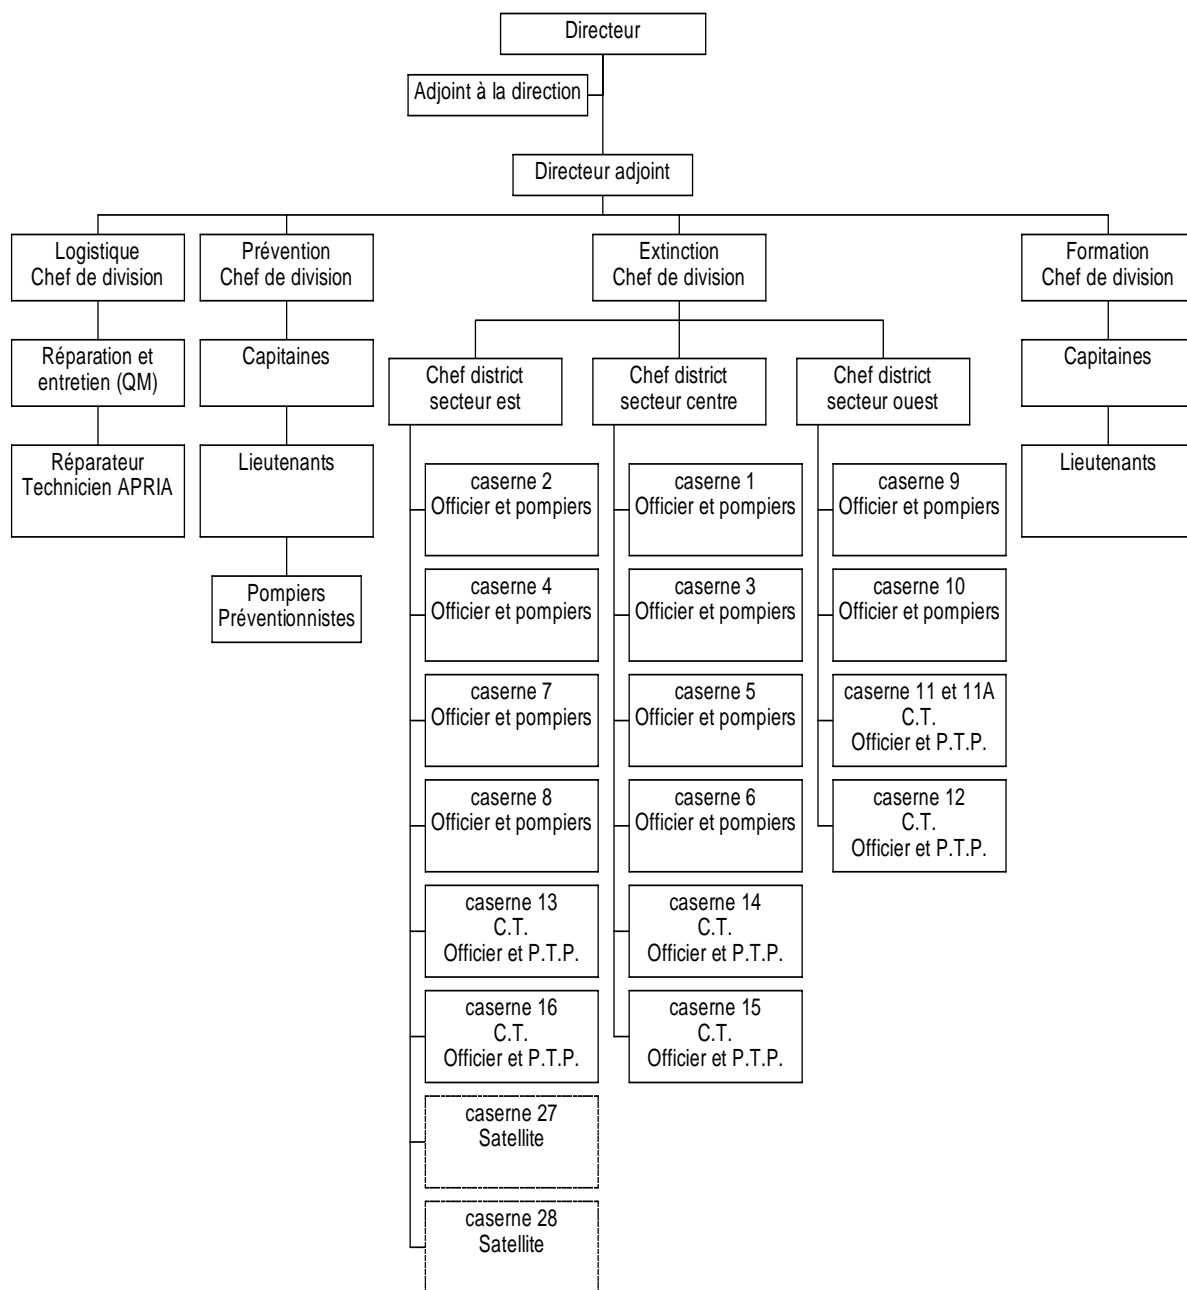 Directeur
Adjoint à la direction
Directeur adjoint
Logistique
Chef de division
Prévention
Chef de division
Extinction
Chef de division
Formation
Chef de division
Réparation et
entretien (QM)
Capitaines
Chef district
secteur est
Chef district
secteur centre
Chef district
secteur ouest
Capitaines
Réparateur
Technicien APRIA
Lieutenants
Lieutenants
Pompiers
Préventionnistes
caserne 2
Officier et pompiers
caserne 4
Officier et pompiers
caserne 7
Officier et pompiers
caserne 8
Officier et pompiers
caserne 13
C.T.
Officier et P.T.P.
caserne 16
C.T.
Officier et P.T.P.
caserne 27
Satellite
caserne 28
Satellite
caserne 1
Officier et pompiers
caserne 3
Officier et pompiers
caserne 5
Officier et pompiers
caserne 6
Officier et pompiers
caserne 14
C.T.
Officier et P.T.P.
caserne 15
C.T.
Officier et P.T.P.
caserne 9
Officier et pompiers
caserne 10
Officier et pompiers
caserne 11 et 11A
C.T.
Officier et P.T.P.
caserne 12
C.T.
Officier et P.T.P.